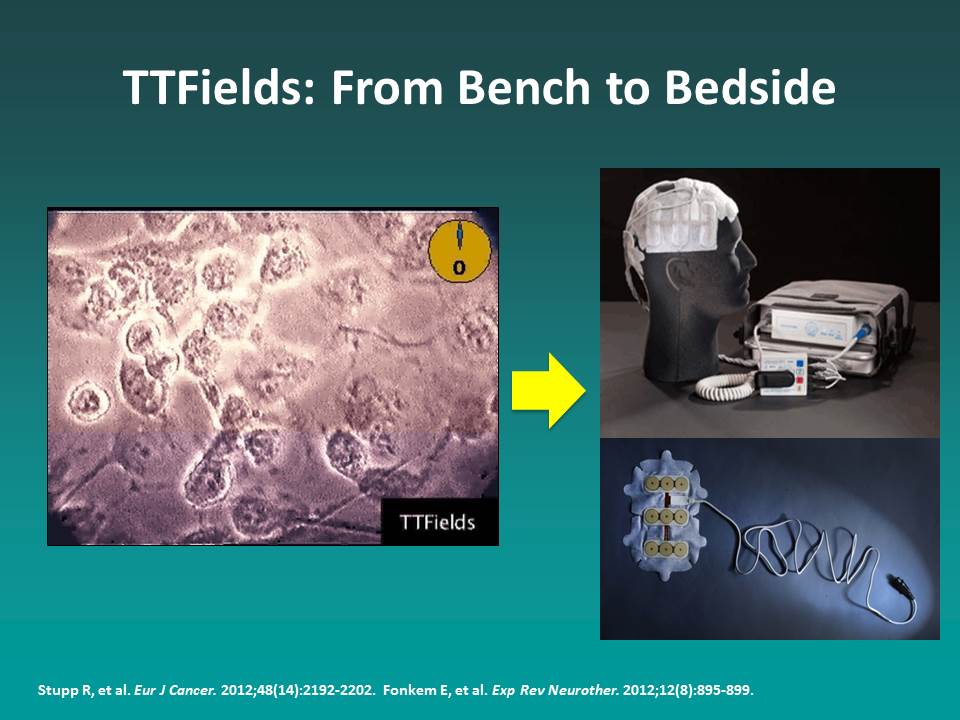 TTFields: From Bench to Bedside
0
TTFields
Stupp R, et al. Eur J Cancer. 2012;48(14):2192-2202. Fonkem E, et al. Exp Rev Neurother. 2012;12(8):895-899.